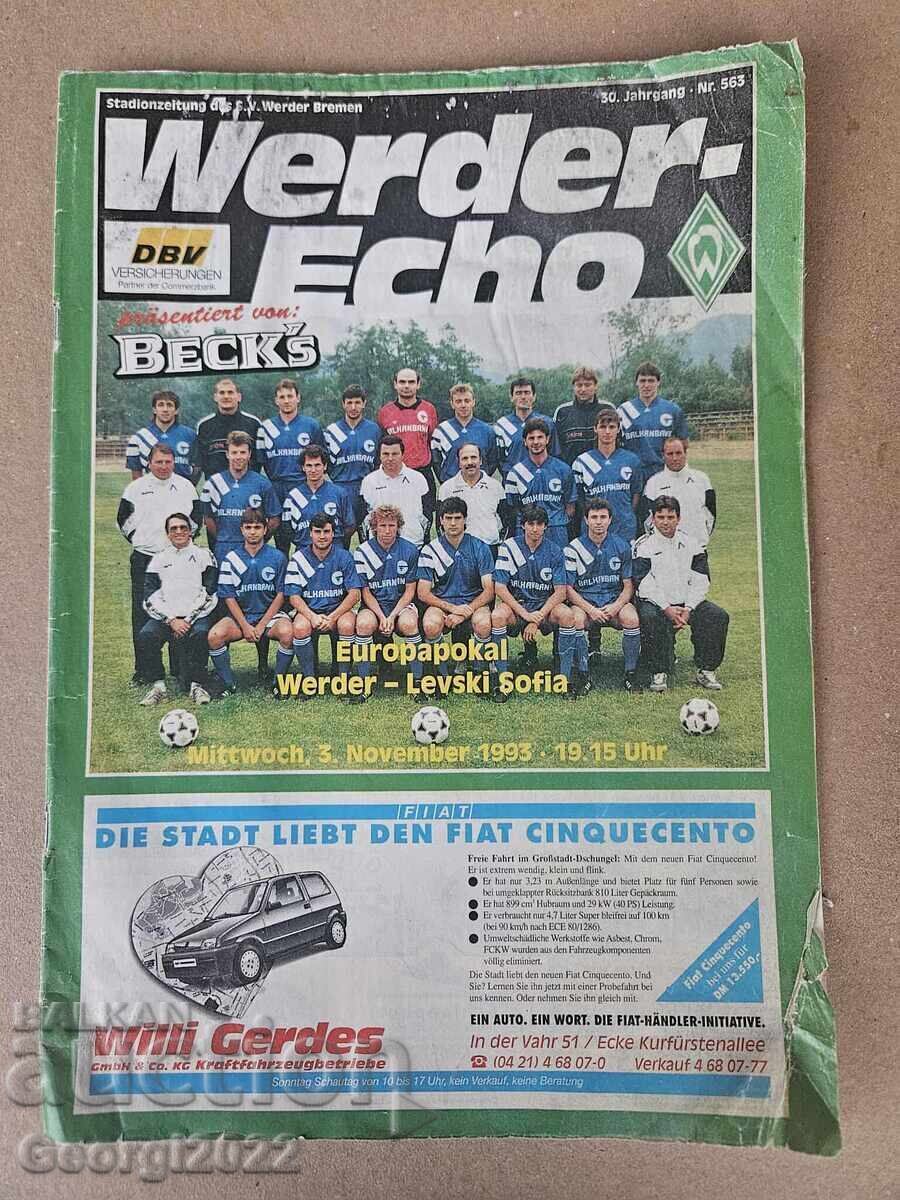 Stadionzeitung des S.V. Werder Bremen
30. Jahrgang · Nr. 563
Werder-
Echo
W
DBV
VERSICHERUNGEN
Partner der Commerzbank
präsentiert von:
BECK's
BALKANBANK
BALKANBANK
BALKANBANK
BALKANBANK
Europapokal
Werder – Levski Sofia
Mittwoch, 3. November 1993 · 19.15 Uhr
FIAT
DIE STADT LIEBT DEN FIAT CINQUECENTO
Freie Fahrt im Großstadt-Dschungel: Mit dem neuen Fiat Cinquecento!
Er ist extrem wendig, klein und flink.
● Er hat nur 3,23 m Außenlänge und bietet Platz für fünf Personen sowie
bei umgeklappter Rücksitzbank 810 Liter Gepäckraum.
● Er hat 899 cm³ Hubraum und 29 kW (40 PS) Leistung.
● Er verbraucht nur 4,7 Liter Super bleifrei auf 100 km
(bei 90 km/h nach ECE 80/1286).
● Umweltschädliche Werkstoffe wie Asbest, Chrom,
FCKW wurden aus den Fahrzeugkomponenten
völlig eliminiert.
Die Stadt liebt den neuen Fiat Cinquecento. Und
Sie? Lernen Sie ihn jetzt mit einer Probefahrt bei
uns kennen. Oder nehmen Sie ihn gleich mit.
Fiat Cinquecento
bei uns für
DM 13.550,-
EIN AUTO. EIN WORT. DIE FIAT-HÄNDLER-INITIATIVE.
Willi Gerdes
GmbH & Co. KG Kraftfahrzeugbetriebe
In der Vahr 51 / Ecke Kurfürstenallee
☎ (04 21) 4 68 07-0 Verkauf 4 68 07-77
Sonntag Schautag von 10 bis 17 Uhr, kein Verkauf, keine Beratung
BALKAN
auction
Georgi2022